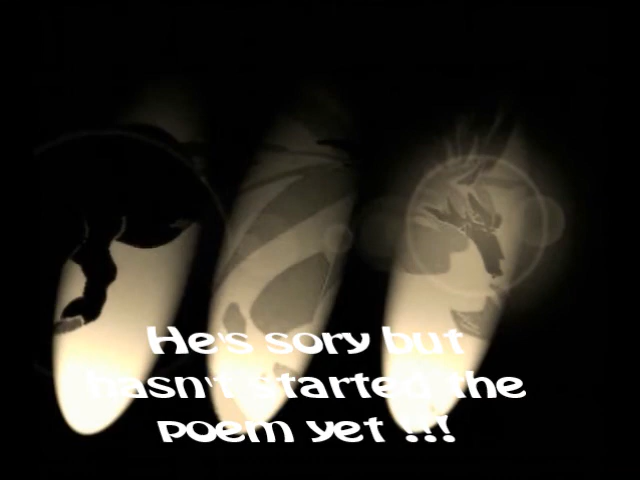 He's sory but
hasn't started the
poem yet !!!